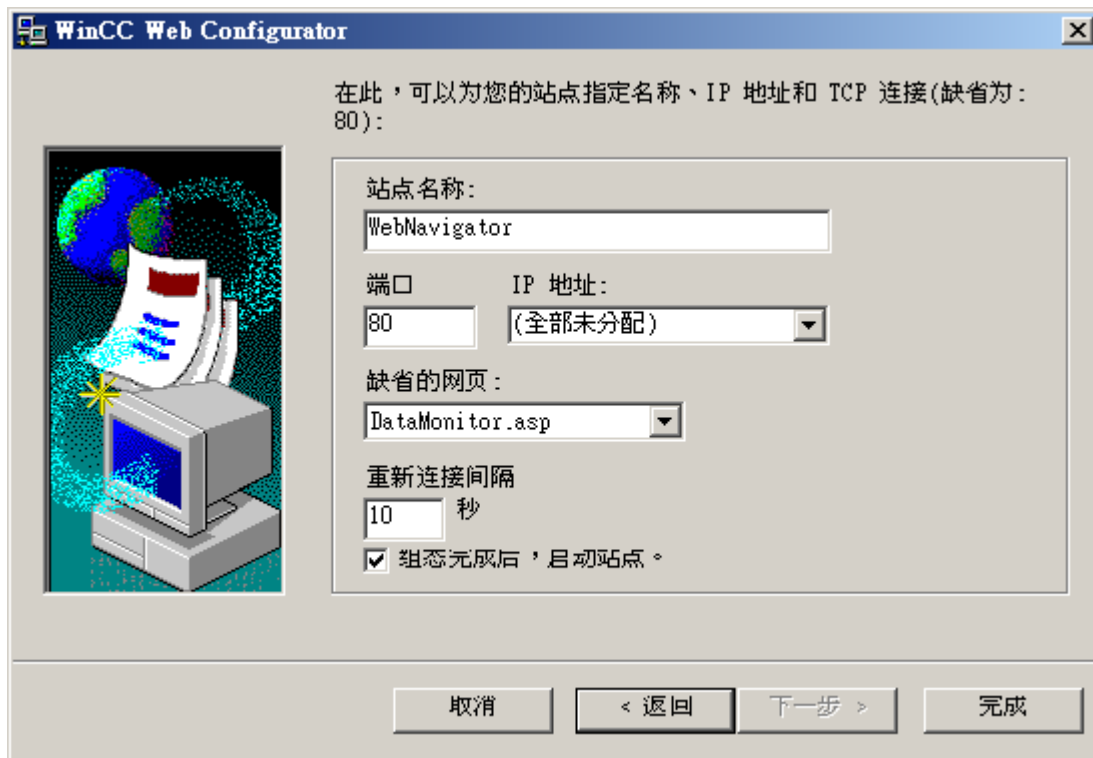 WinCC Web Configurator
在此，可以为您的站点指定名称、IP 地址和 TCP 连接(缺省为:
80):
站点名称:
WebNavigator
端口 IP 地址:
80 (全部未分配)
缺省的网页:
DataMonitor.asp
重新连接间隔
10 秒
组态完成后，启动站点。
取消 < 返回 下一步 > 完成